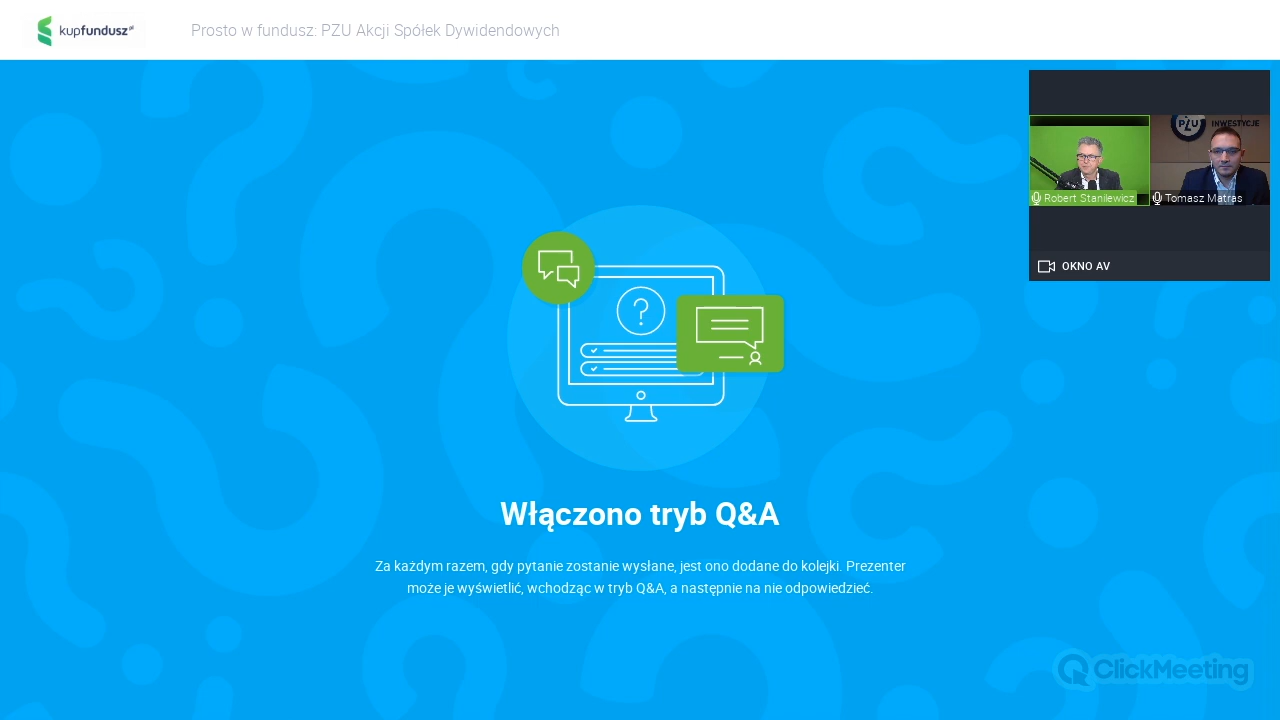 kupfundusz.pl
Prosto w fundusz: PZU Akcji Spółek Dywidendowych
PZU INWESTYCJE
Robert Stanilewicz
Tomasz Matras
OKNO AV
Włączono tryb Q&A
Za każdym razem, gdy pytanie zostanie wysłane, jest ono dodane do kolejki. Prezenter
może je wyświetlić, wchodząc w tryb Q&A, a następnie na nie odpowiedzieć.
ClickMeeting